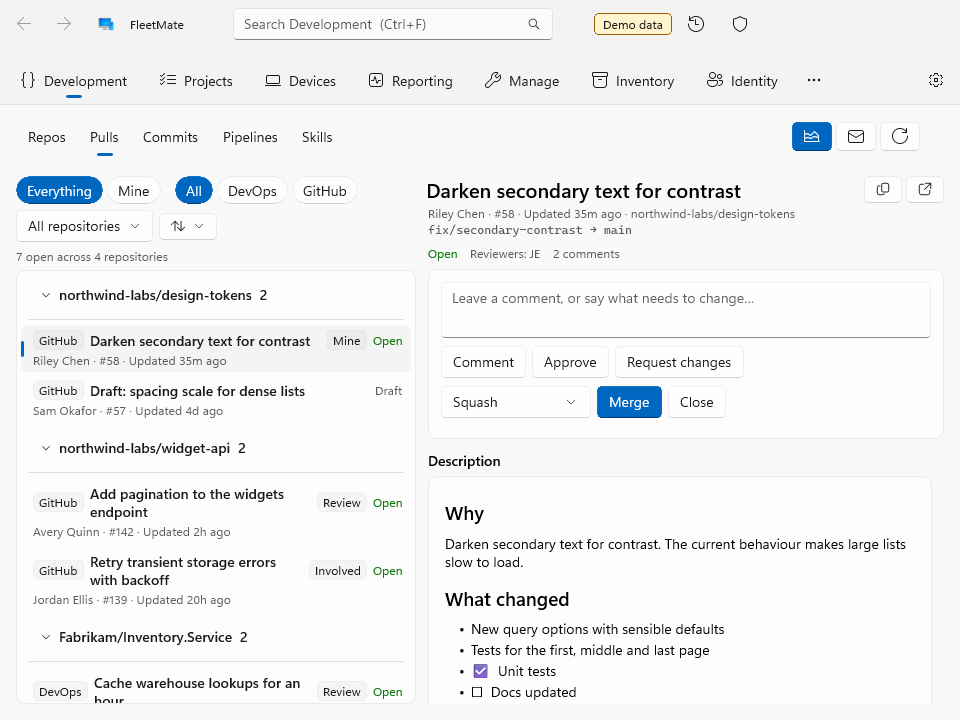 FleetMate
Search Development (Ctrl+F)
Demo data
Development
Projects
Devices
Reporting
Manage
Inventory
Identity
Repos
Pulls
Commits
Pipelines
Skills
Everything
Mine
All
DevOps
GitHub
All repositories
7 open across 4 repositories
northwind-labs/design-tokens 2
GitHub Darken secondary text for contrast Mine Open
Riley Chen · #58 · Updated 35m ago
GitHub Draft: spacing scale for dense lists Draft
Sam Okafor · #57 · Updated 4d ago
northwind-labs/widget-api 2
GitHub Add pagination to the widgets endpoint Review Open
Avery Quinn · #142 · Updated 2h ago
GitHub Retry transient storage errors with backoff Involved Open
Jordan Ellis · #139 · Updated 20h ago
Fabrikam/Inventory.Service 2
DevOps Cache warehouse lookups for an hour Review Open
Darken secondary text for contrast
Riley Chen · #58 · Updated 35m ago · northwind-labs/design-tokens
fix/secondary-contrast → main
Open Reviewers: JE 2 comments
Leave a comment, or say what needs to change...
Comment
Approve
Request changes
Squash
Merge
Close
Description
Why
Darken secondary text for contrast. The current behaviour makes large lists
slow to load.
What changed
• New query options with sensible defaults
• Tests for the first, middle and last page
• ☑ Unit tests
• ☐ Docs updated